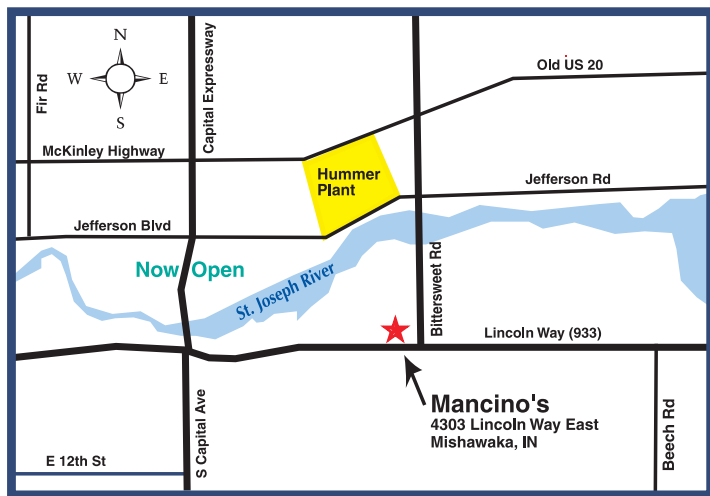 N
W
E
S
Fir Rd
Capital Expressway
Old US 20
McKinley Highway
Hummer
Plant
Jefferson Rd
Jefferson Blvd
Now Open
St. Joseph River
Bittersweet Rd
Lincoln Way (933)
Mancino's
4303 Lincoln Way East
Mishawaka, IN
S Capital Ave
Beech Rd
E 12th St